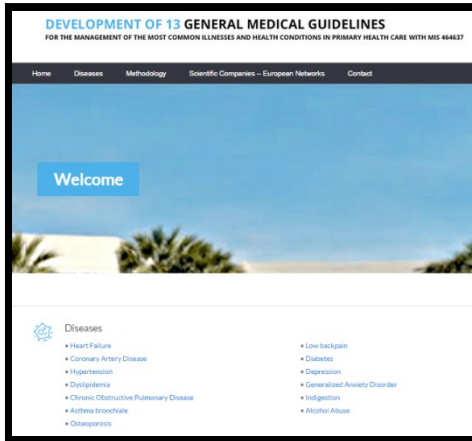 DEVELOPMENT OF 13 GENERAL MEDICAL GUIDELINES
FOR THE MANAGEMENT OF THE MOST COMMON ILLNESSES AND HEALTH CONDITIONS IN PRIMARY HEALTH CARE WITH MIS 464637
Home Diseases Methodology Scientific Companies – European Networks Contact
Welcome
Diseases
• Heart Failure
• Coronary Artery Disease
• Hypertension
• Dyslipidemia
• Chronic Obstructive Pulmonary Disease
• Asthma bronchiale
• Osteoporosis
• Low backpain
• Diabetes
• Depression
• Generalized Anxiety Disorder
• Indigestion
• Alcohol Abuse